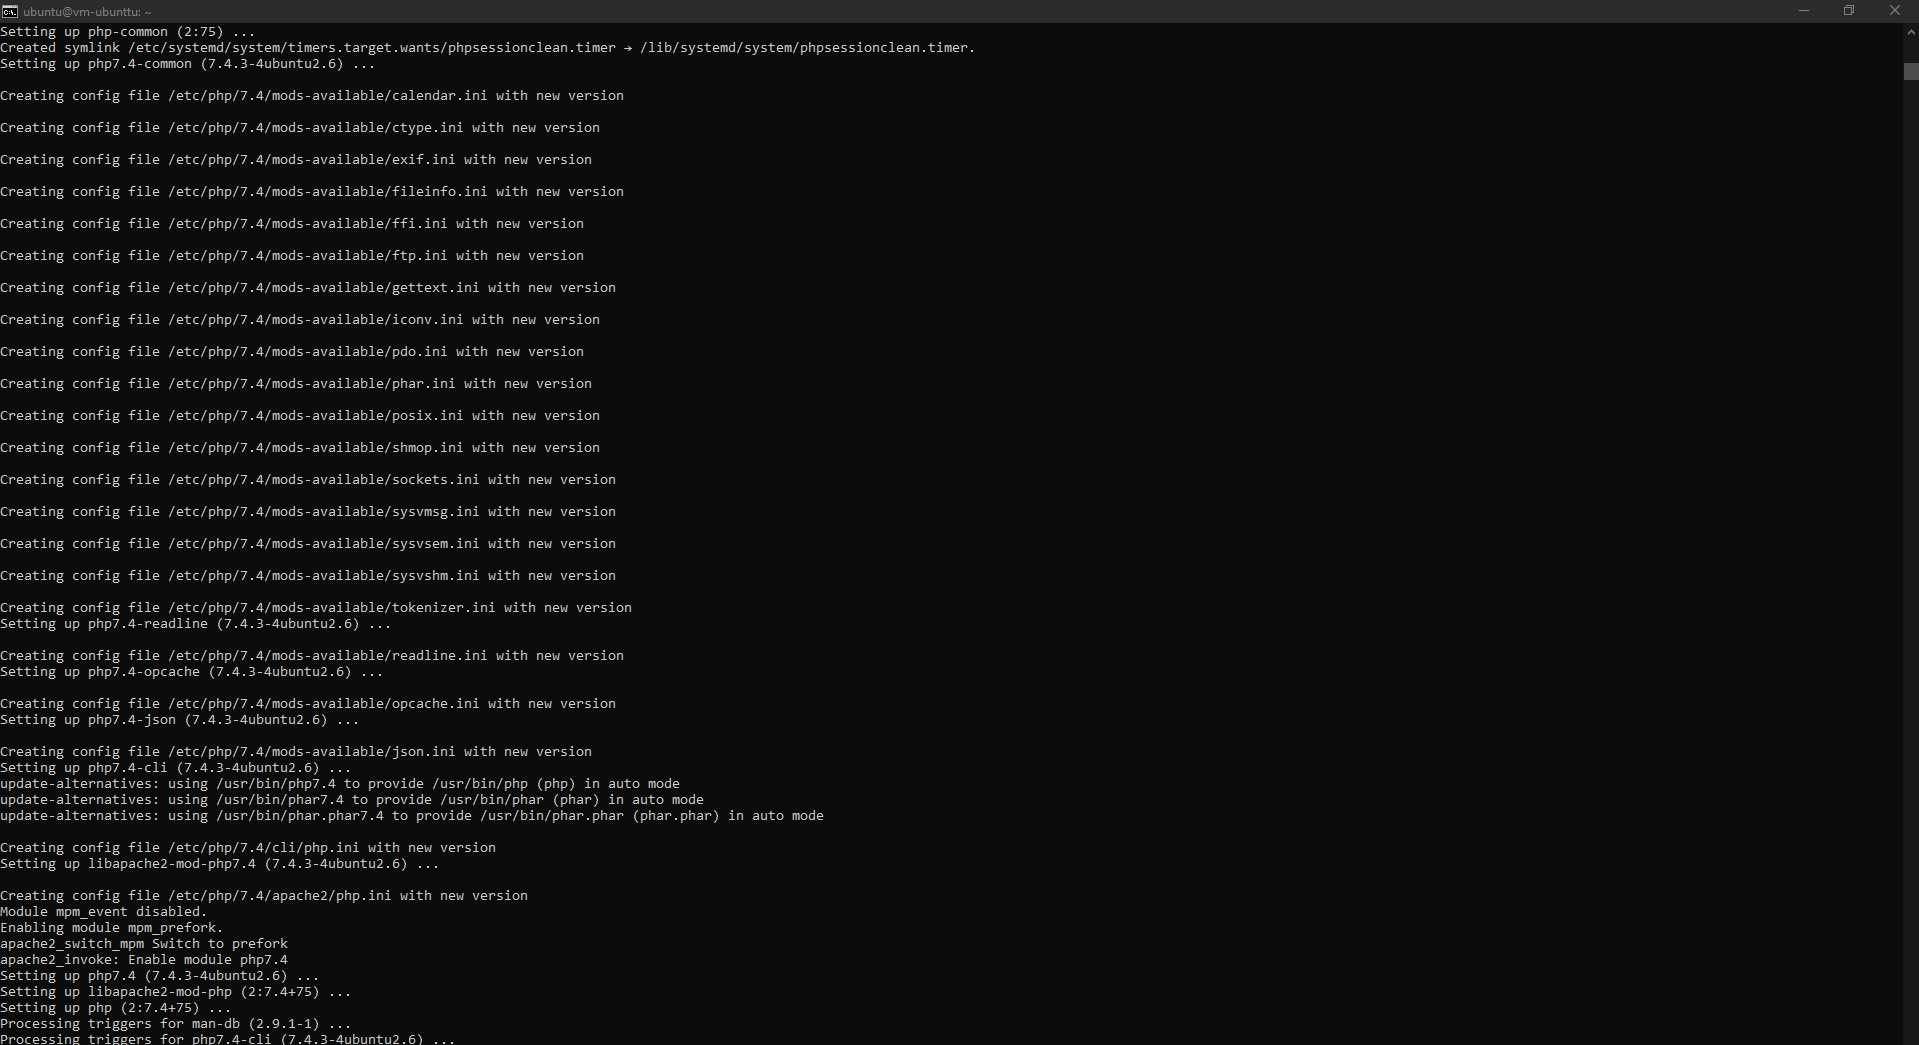 ubuntu@vm-ubunttu: ~
Setting up php-common (2:75) ...
Created symlink /etc/systemd/system/timers.target.wants/phpsessionclean.timer → /lib/systemd/system/phpsessionclean.timer.
Setting up php7.4-common (7.4.3-4ubuntu2.6) ...
Creating config file /etc/php/7.4/mods-available/calendar.ini with new version
Creating config file /etc/php/7.4/mods-available/ctype.ini with new version
Creating config file /etc/php/7.4/mods-available/exif.ini with new version
Creating config file /etc/php/7.4/mods-available/fileinfo.ini with new version
Creating config file /etc/php/7.4/mods-available/ffi.ini with new version
Creating config file /etc/php/7.4/mods-available/ftp.ini with new version
Creating config file /etc/php/7.4/mods-available/gettext.ini with new version
Creating config file /etc/php/7.4/mods-available/iconv.ini with new version
Creating config file /etc/php/7.4/mods-available/pdo.ini with new version
Creating config file /etc/php/7.4/mods-available/phar.ini with new version
Creating config file /etc/php/7.4/mods-available/posix.ini with new version
Creating config file /etc/php/7.4/mods-available/shmop.ini with new version
Creating config file /etc/php/7.4/mods-available/sockets.ini with new version
Creating config file /etc/php/7.4/mods-available/sysvmsg.ini with new version
Creating config file /etc/php/7.4/mods-available/sysvsem.ini with new version
Creating config file /etc/php/7.4/mods-available/sysvshm.ini with new version
Creating config file /etc/php/7.4/mods-available/tokenizer.ini with new version
Setting up php7.4-readline (7.4.3-4ubuntu2.6) ...
Creating config file /etc/php/7.4/mods-available/readline.ini with new version
Setting up php7.4-opcache (7.4.3-4ubuntu2.6) ...
Creating config file /etc/php/7.4/mods-available/opcache.ini with new version
Setting up php7.4-json (7.4.3-4ubuntu2.6) ...
Creating config file /etc/php/7.4/mods-available/json.ini with new version
Setting up php7.4-cli (7.4.3-4ubuntu2.6) ...
update-alternatives: using /usr/bin/php7.4 to provide /usr/bin/php (php) in auto mode
update-alternatives: using /usr/bin/phar7.4 to provide /usr/bin/phar (phar) in auto mode
update-alternatives: using /usr/bin/phar.phar7.4 to provide /usr/bin/phar.phar (phar.phar) in auto mode
Creating config file /etc/php/7.4/cli/php.ini with new version
Setting up libapache2-mod-php7.4 (7.4.3-4ubuntu2.6) ...
Creating config file /etc/php/7.4/apache2/php.ini with new version
Module mpm_event disabled.
Enabling module mpm_prefork.
apache2_switch_mpm Switch to prefork
apache2_invoke: Enable module php7.4
Setting up php7.4 (7.4.3-4ubuntu2.6) ...
Setting up libapache2-mod-php (2:7.4+75) ...
Setting up php (2:7.4+75) ...
Processing triggers for man-db (2.9.1-1) ...
Processing triggers for php7.4-cli (7.4.3-4ubuntu2.6) ...